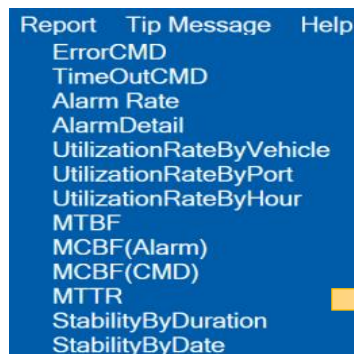 Report Tip Message Help
ErrorCMD
TimeOutCMD
Alarm Rate
AlarmDetail
UtilizationRateByVehicle
UtilizationRateByPort
UtilizationRateByHour
MTBF
MCBF(Alarm)
MCBF(CMD)
MTTR
StabilityByDuration
StabilityByDate